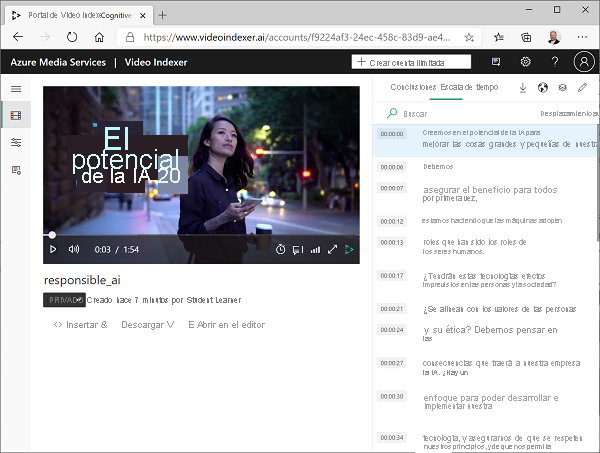 Portal de Video Indexer Cognitive
https://www.videoindexer.ai/accounts/f9224af3-24ec-458c-83d9-ae4...
Azure Media Services | Video Indexer
+ Crear cuenta ilimitada
?
El
potencial
de la IA.20
0:03 / 1:54
responsible_ai
PRIVADO Creado hace 7 minutos por Student Learner
<> Insertar &
Descargar V
E Abrir en el editor
Conclusiones Escala de tiempo
Buscar
Desplazamiento au
00:00:00 Creemos en el potencial de la IA para
mejorar las cosas grandes y pequeñas de nuestra
00:00:06 Debemos
00:00:07 asegurar el beneficio para todos
por primera vez,
00:00:12 estamos haciendo que las máquinas adopten
00:00:13 roles que han sido los roles de
los seres humanos.
00:00:17 ¿Tendrán estas tecnologías efectos
imprevistos en las personas y la sociedad?
00:00:21 ¿Se alinean con los valores de las personas
00:00:24 y su ética? Debemos pensar en
las
00:00:27 consecuencias que traerá a nuestra empresa
la IA. ¿Hay un
00:00:30 enfoque para poder desarrollar e
implementar nuestra
00:00:34 tecnología, y asegurarnos de que se respeten
nuestros principios, y de que nos permita